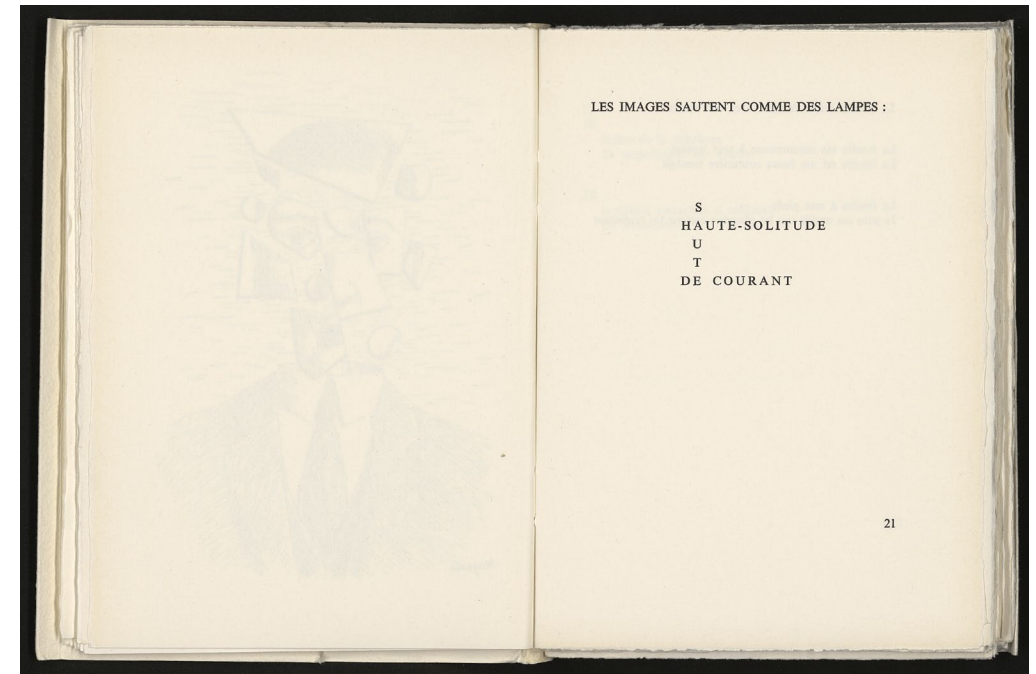 LES IMAGES SAUTENT COMME DES LAMPES :
S
HAUTE-SOLITUDE
U
T
DE COURANT
21